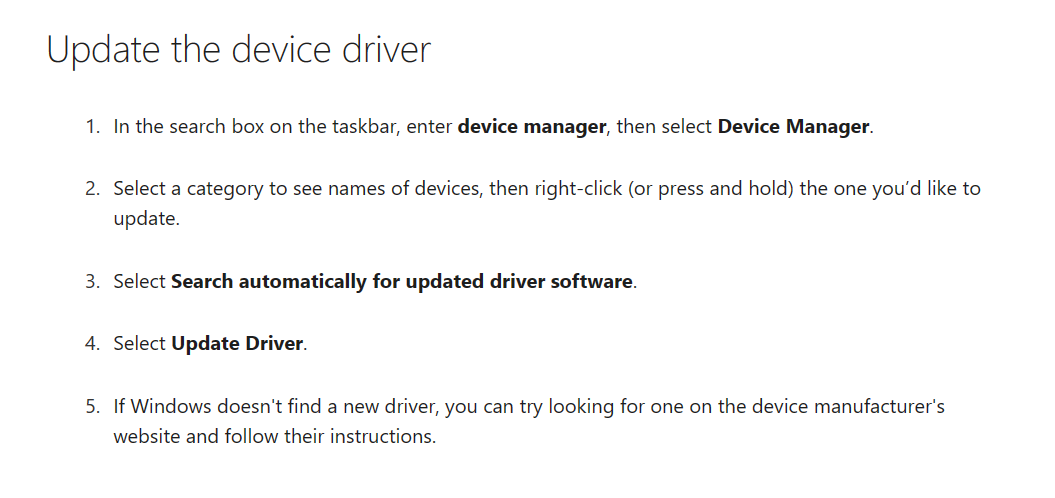 Update the device driver
1. In the search box on the taskbar, enter device manager, then select Device Manager.
2. Select a category to see names of devices, then right-click (or press and hold) the one you’d like to
update.
3. Select Search automatically for updated driver software.
4. Select Update Driver.
5. If Windows doesn't find a new driver, you can try looking for one on the device manufacturer's
website and follow their instructions.